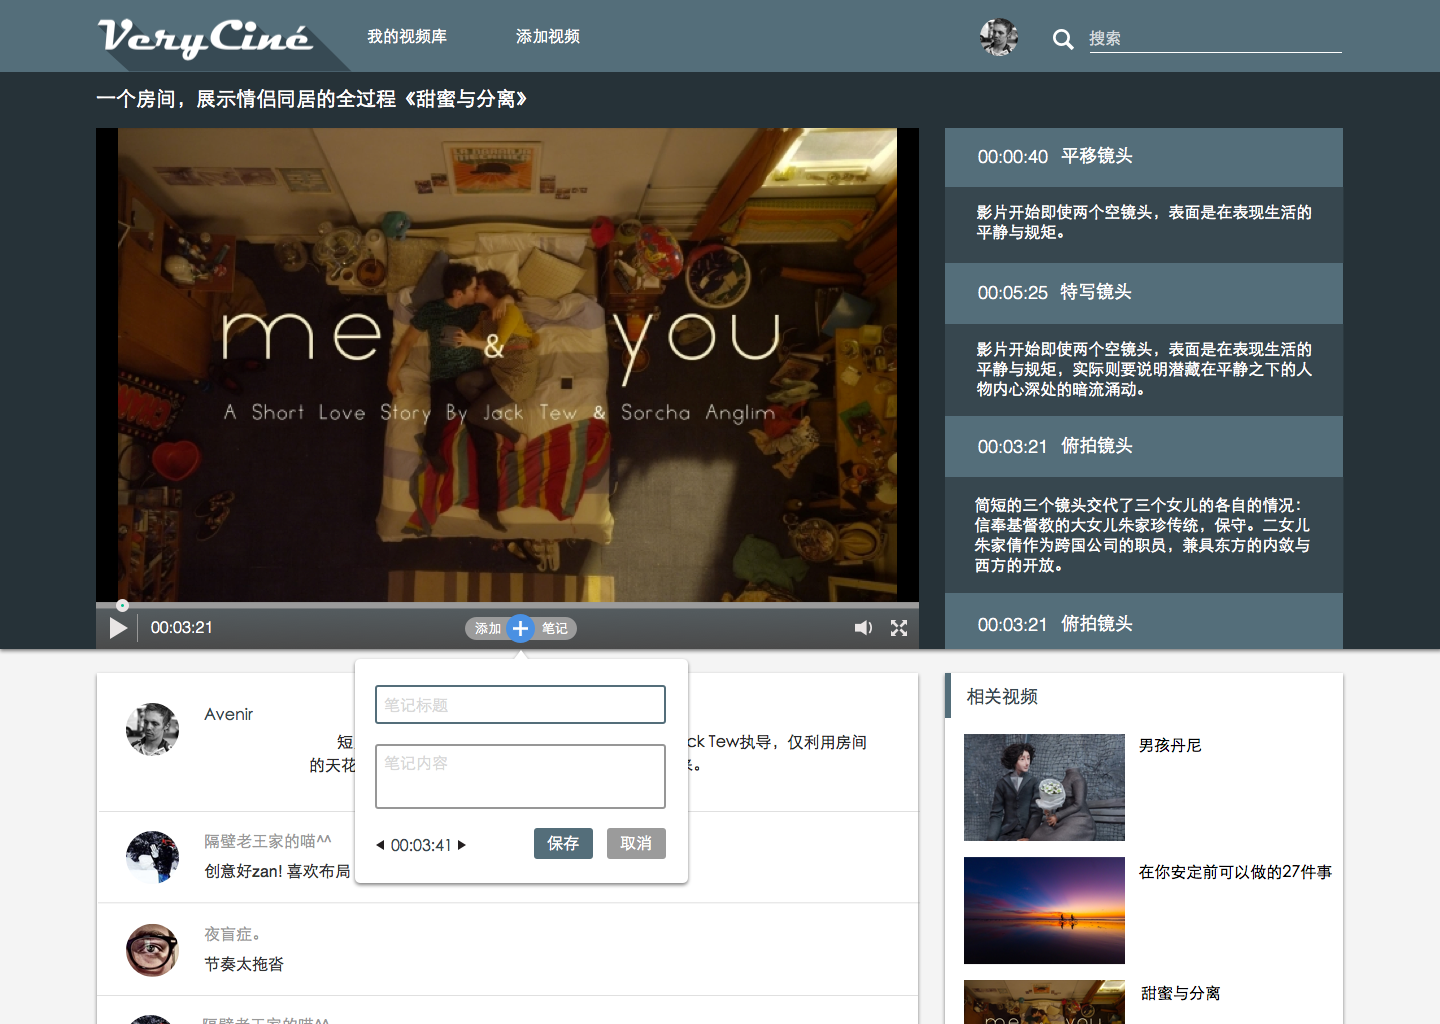 VeryCiné
我的视频库
添加视频
搜索
一个房间，展示情侣同居的全过程《甜蜜与分离》
me & you
A Short Love Story By Jack Tew & Sorcha Anglim
00:03:21
添加
笔记
00:00:40 平移镜头
影片开始即使两个空镜头，表面是在表现生活的
平静与规矩。
00:05:25 特写镜头
影片开始即使两个空镜头，表面是在表现生活的
平静与规矩，实际则要说明潜藏在平静之下的人
物内心深处的暗流涌动。
00:03:21 俯拍镜头
简短的三个镜头交代了三个女儿的各自的情况：
信奉基督教的大女儿朱家珍传统，保守。二女儿
朱家倩作为跨国公司的职员，兼具东方的内敛与
西方的开放。
00:03:21 俯拍镜头
笔记标题
笔记内容
00:03:41
保存
取消
Avenir
短 ck Tew执导，仅利用房间
的天花 。
隔壁老王家的喵^^
创意好zan! 喜欢布局
夜盲症。
节奏太拖沓
隔壁老王家的喵^^
相关视频
男孩丹尼
在你安定前可以做的27件事
甜蜜与分离
me you